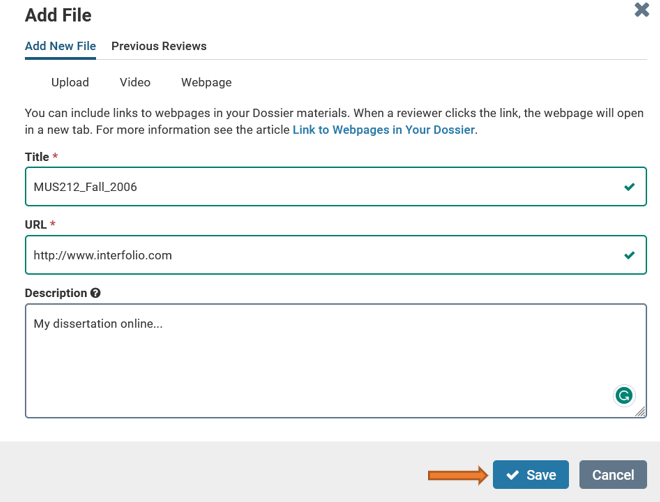 Add File
Add New File Previous Reviews
Upload Video Webpage
You can include links to webpages in your Dossier materials. When a reviewer clicks the link, the webpage will open
in a new tab. For more information see the article Link to Webpages in Your Dossier.
Title *
MUS212_Fall_2006
URL *
http://www.interfolio.com
Description
My dissertation online...
Save Cancel